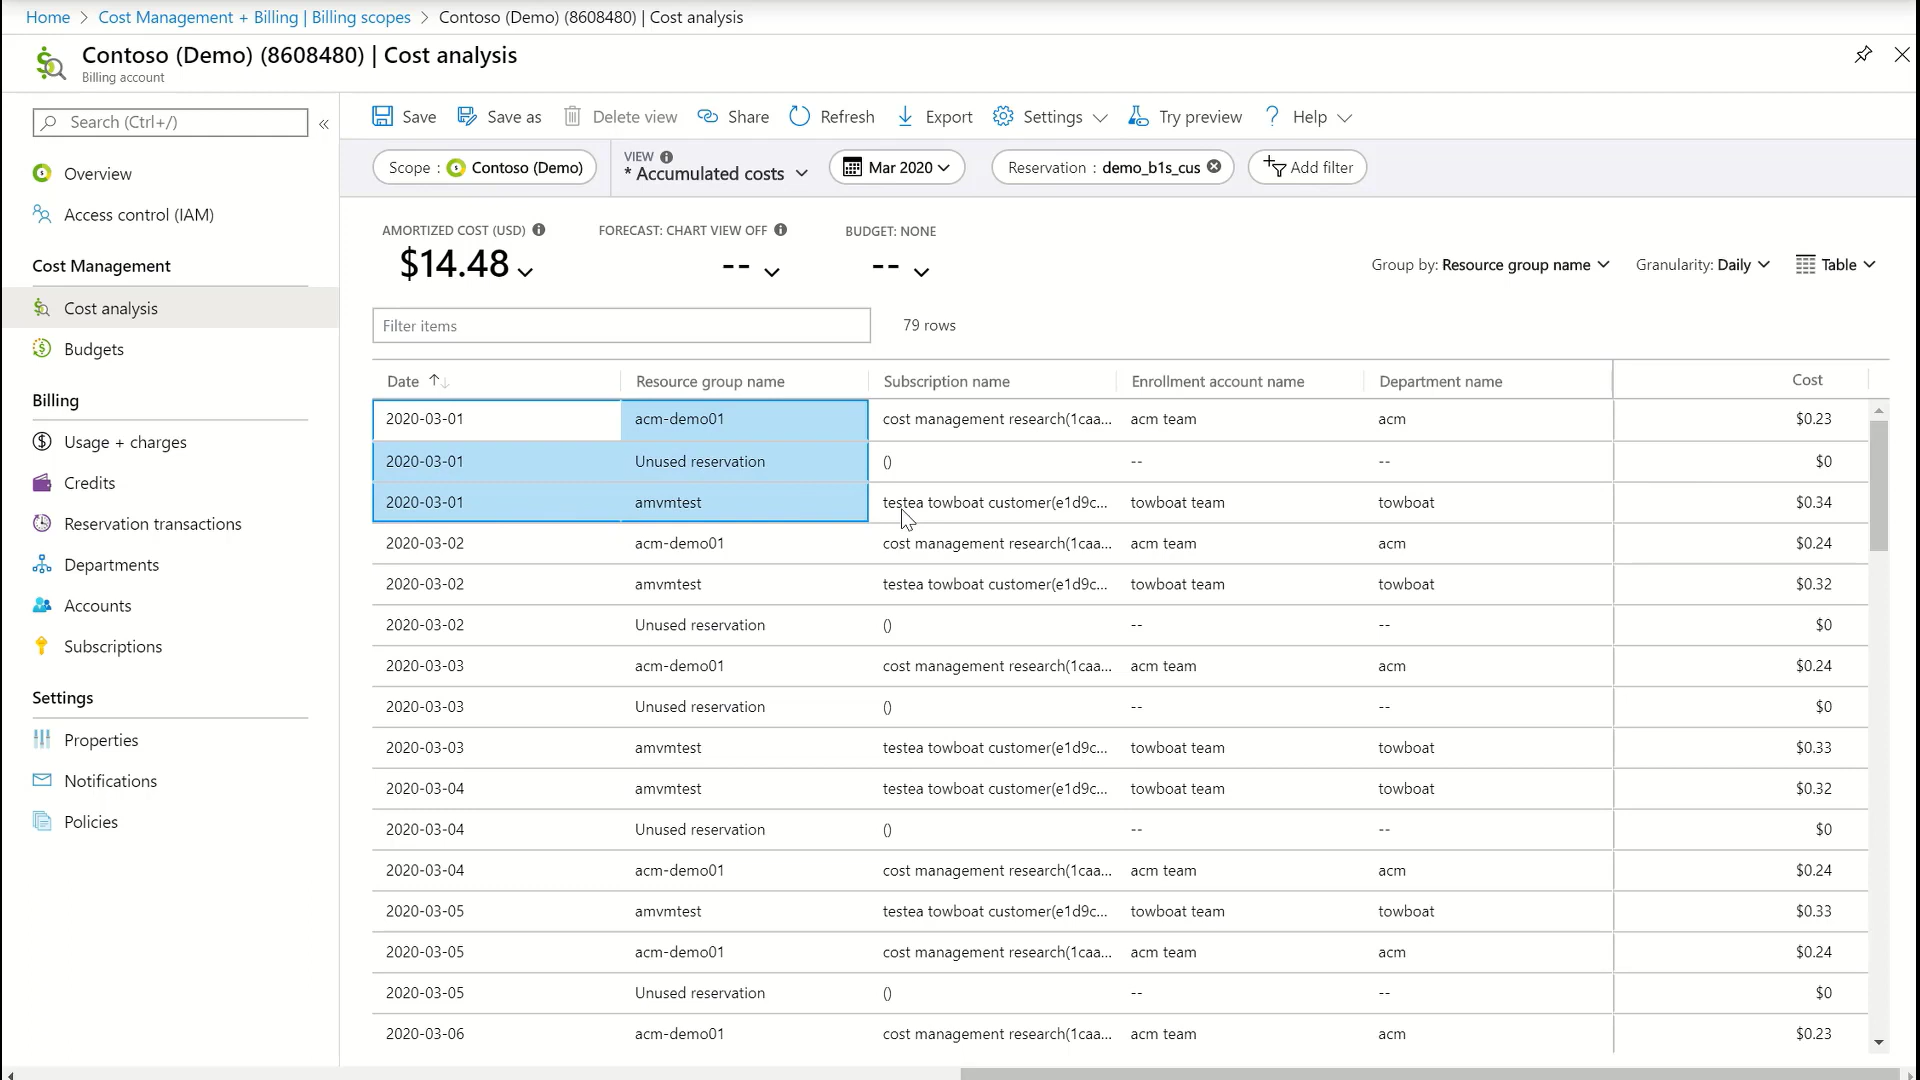 Home > Cost Management + Billing | Billing scopes > Contoso (Demo) (8608480) | Cost analysis
Contoso (Demo) (8608480) | Cost analysis
Billing account
Search (Ctrl+/)
Overview
Access control (IAM)
Cost Management
Cost analysis
Budgets
Billing
Usage + charges
Credits
Reservation transactions
Departments
Accounts
Subscriptions
Settings
Properties
Notifications
Policies
Save Save as Delete view Share Refresh Export Settings Try preview Help
Scope : Contoso (Demo)
VIEW
* Accumulated costs
Mar 2020
Reservation : demo_b1s_cus
Add filter
AMORTIZED COST (USD)
$14.48
FORECAST: CHART VIEW OFF
--
BUDGET: NONE
--
Group by: Resource group name Granularity: Daily Table
Filter items
79 rows
Date Resource group name Subscription name Enrollment account name Department name Cost
2020-03-01 acm-demo01 cost management research(1caa... acm team acm $0.23
2020-03-01 Unused reservation () -- -- $0
2020-03-01 amvmtest testea towboat customer(e1d9c... towboat team towboat $0.34
2020-03-02 acm-demo01 cost management research(1caa... acm team acm $0.24
2020-03-02 amvmtest testea towboat customer(e1d9c... towboat team towboat $0.32
2020-03-02 Unused reservation () -- -- $0
2020-03-03 acm-demo01 cost management research(1caa... acm team acm $0.24
2020-03-03 Unused reservation () -- -- $0
2020-03-03 amvmtest testea towboat customer(e1d9c... towboat team towboat $0.33
2020-03-04 amvmtest testea towboat customer(e1d9c... towboat team towboat $0.32
2020-03-04 Unused reservation () -- -- $0
2020-03-04 acm-demo01 cost management research(1caa... acm team acm $0.24
2020-03-05 amvmtest testea towboat customer(e1d9c... towboat team towboat $0.33
2020-03-05 acm-demo01 cost management research(1caa... acm team acm $0.24
2020-03-05 Unused reservation () -- -- $0
2020-03-06 acm-demo01 cost management research(1caa... acm team acm $0.23